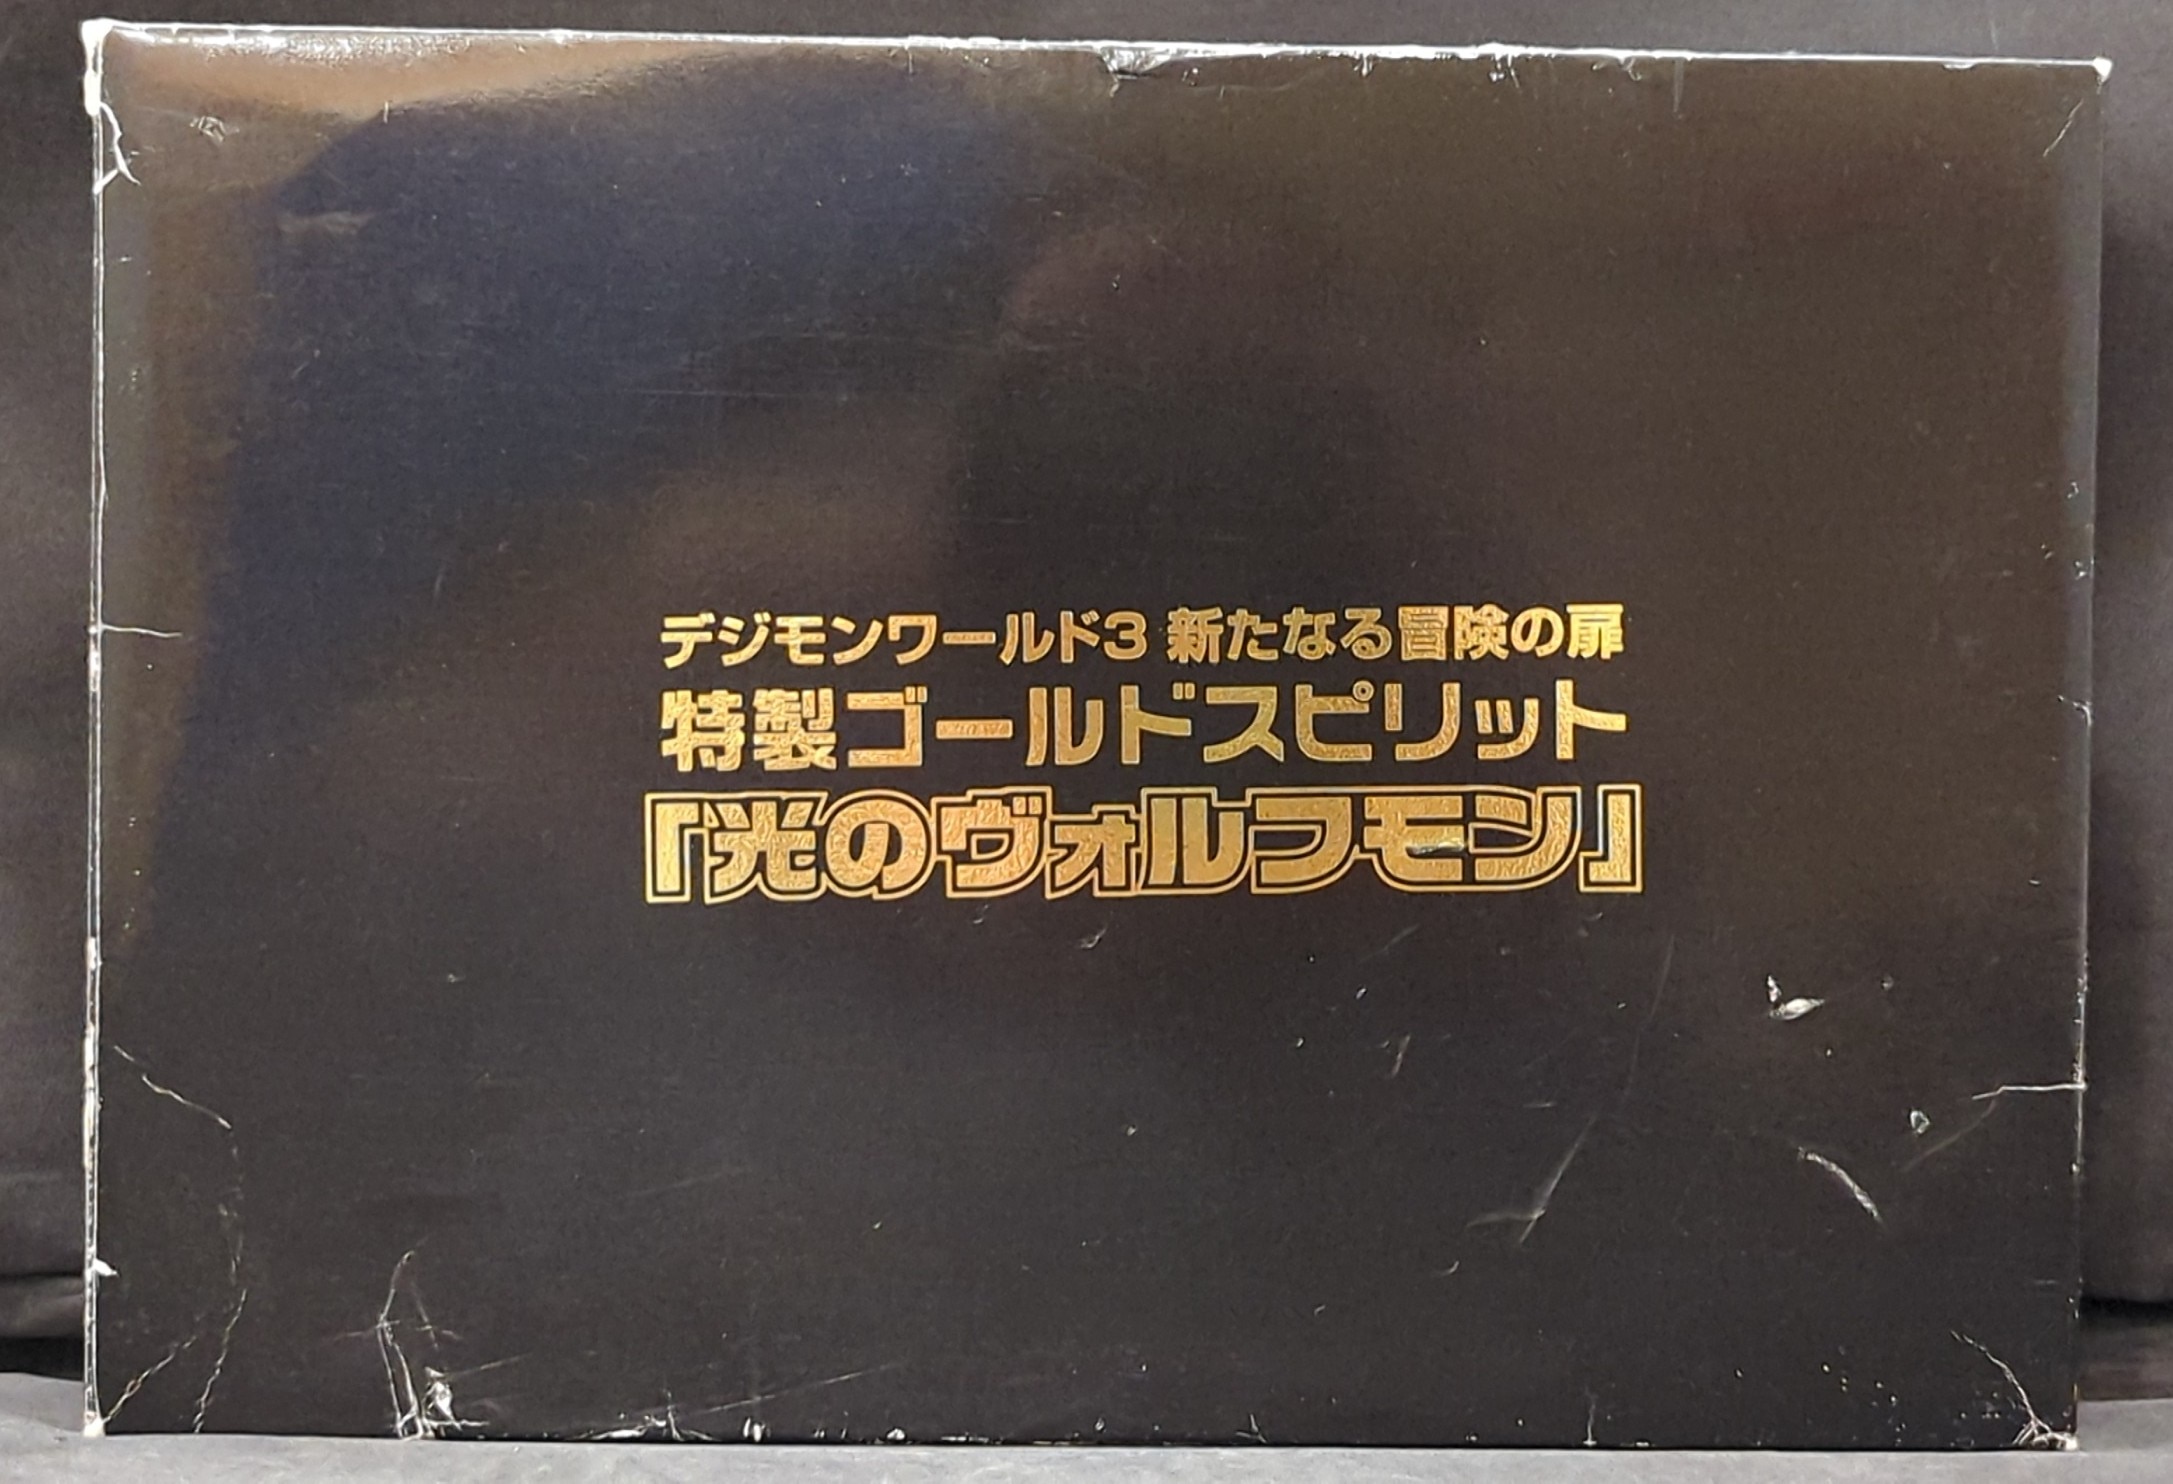 デジモンワールド3 新たなる冒険の扉
特製ゴールドスピリット
「光のヴォルフモン」